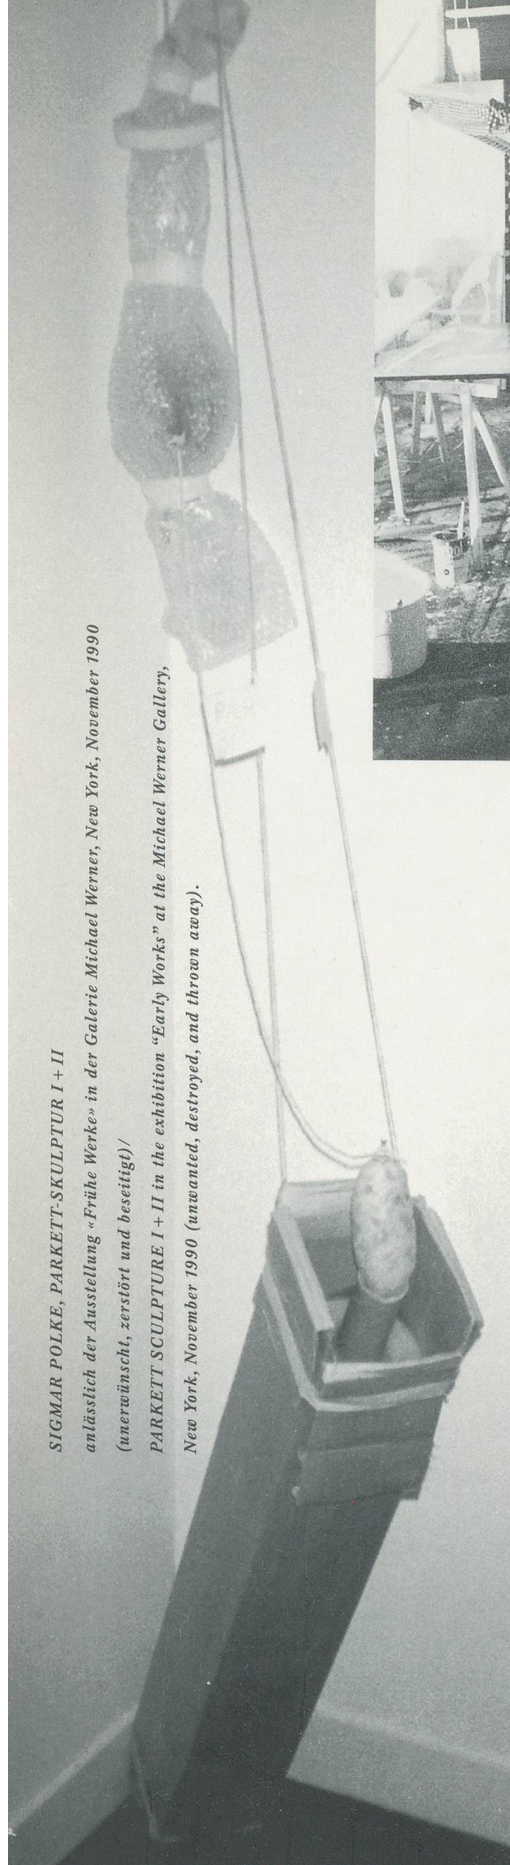 SIGMAR POLKE, PARKETT-SKULPTUR I + II
anlässlich der Ausstellung «Frühe Werke» in der Galerie Michael Werner, New York, November 1990
(unerwünscht, zerstört und beseitigt)/
PARKETT SCULPTURE I + II in the exhibition “Early Works” at the Michael Werner Gallery,
New York, November 1990 (unwanted, destroyed, and thrown away).